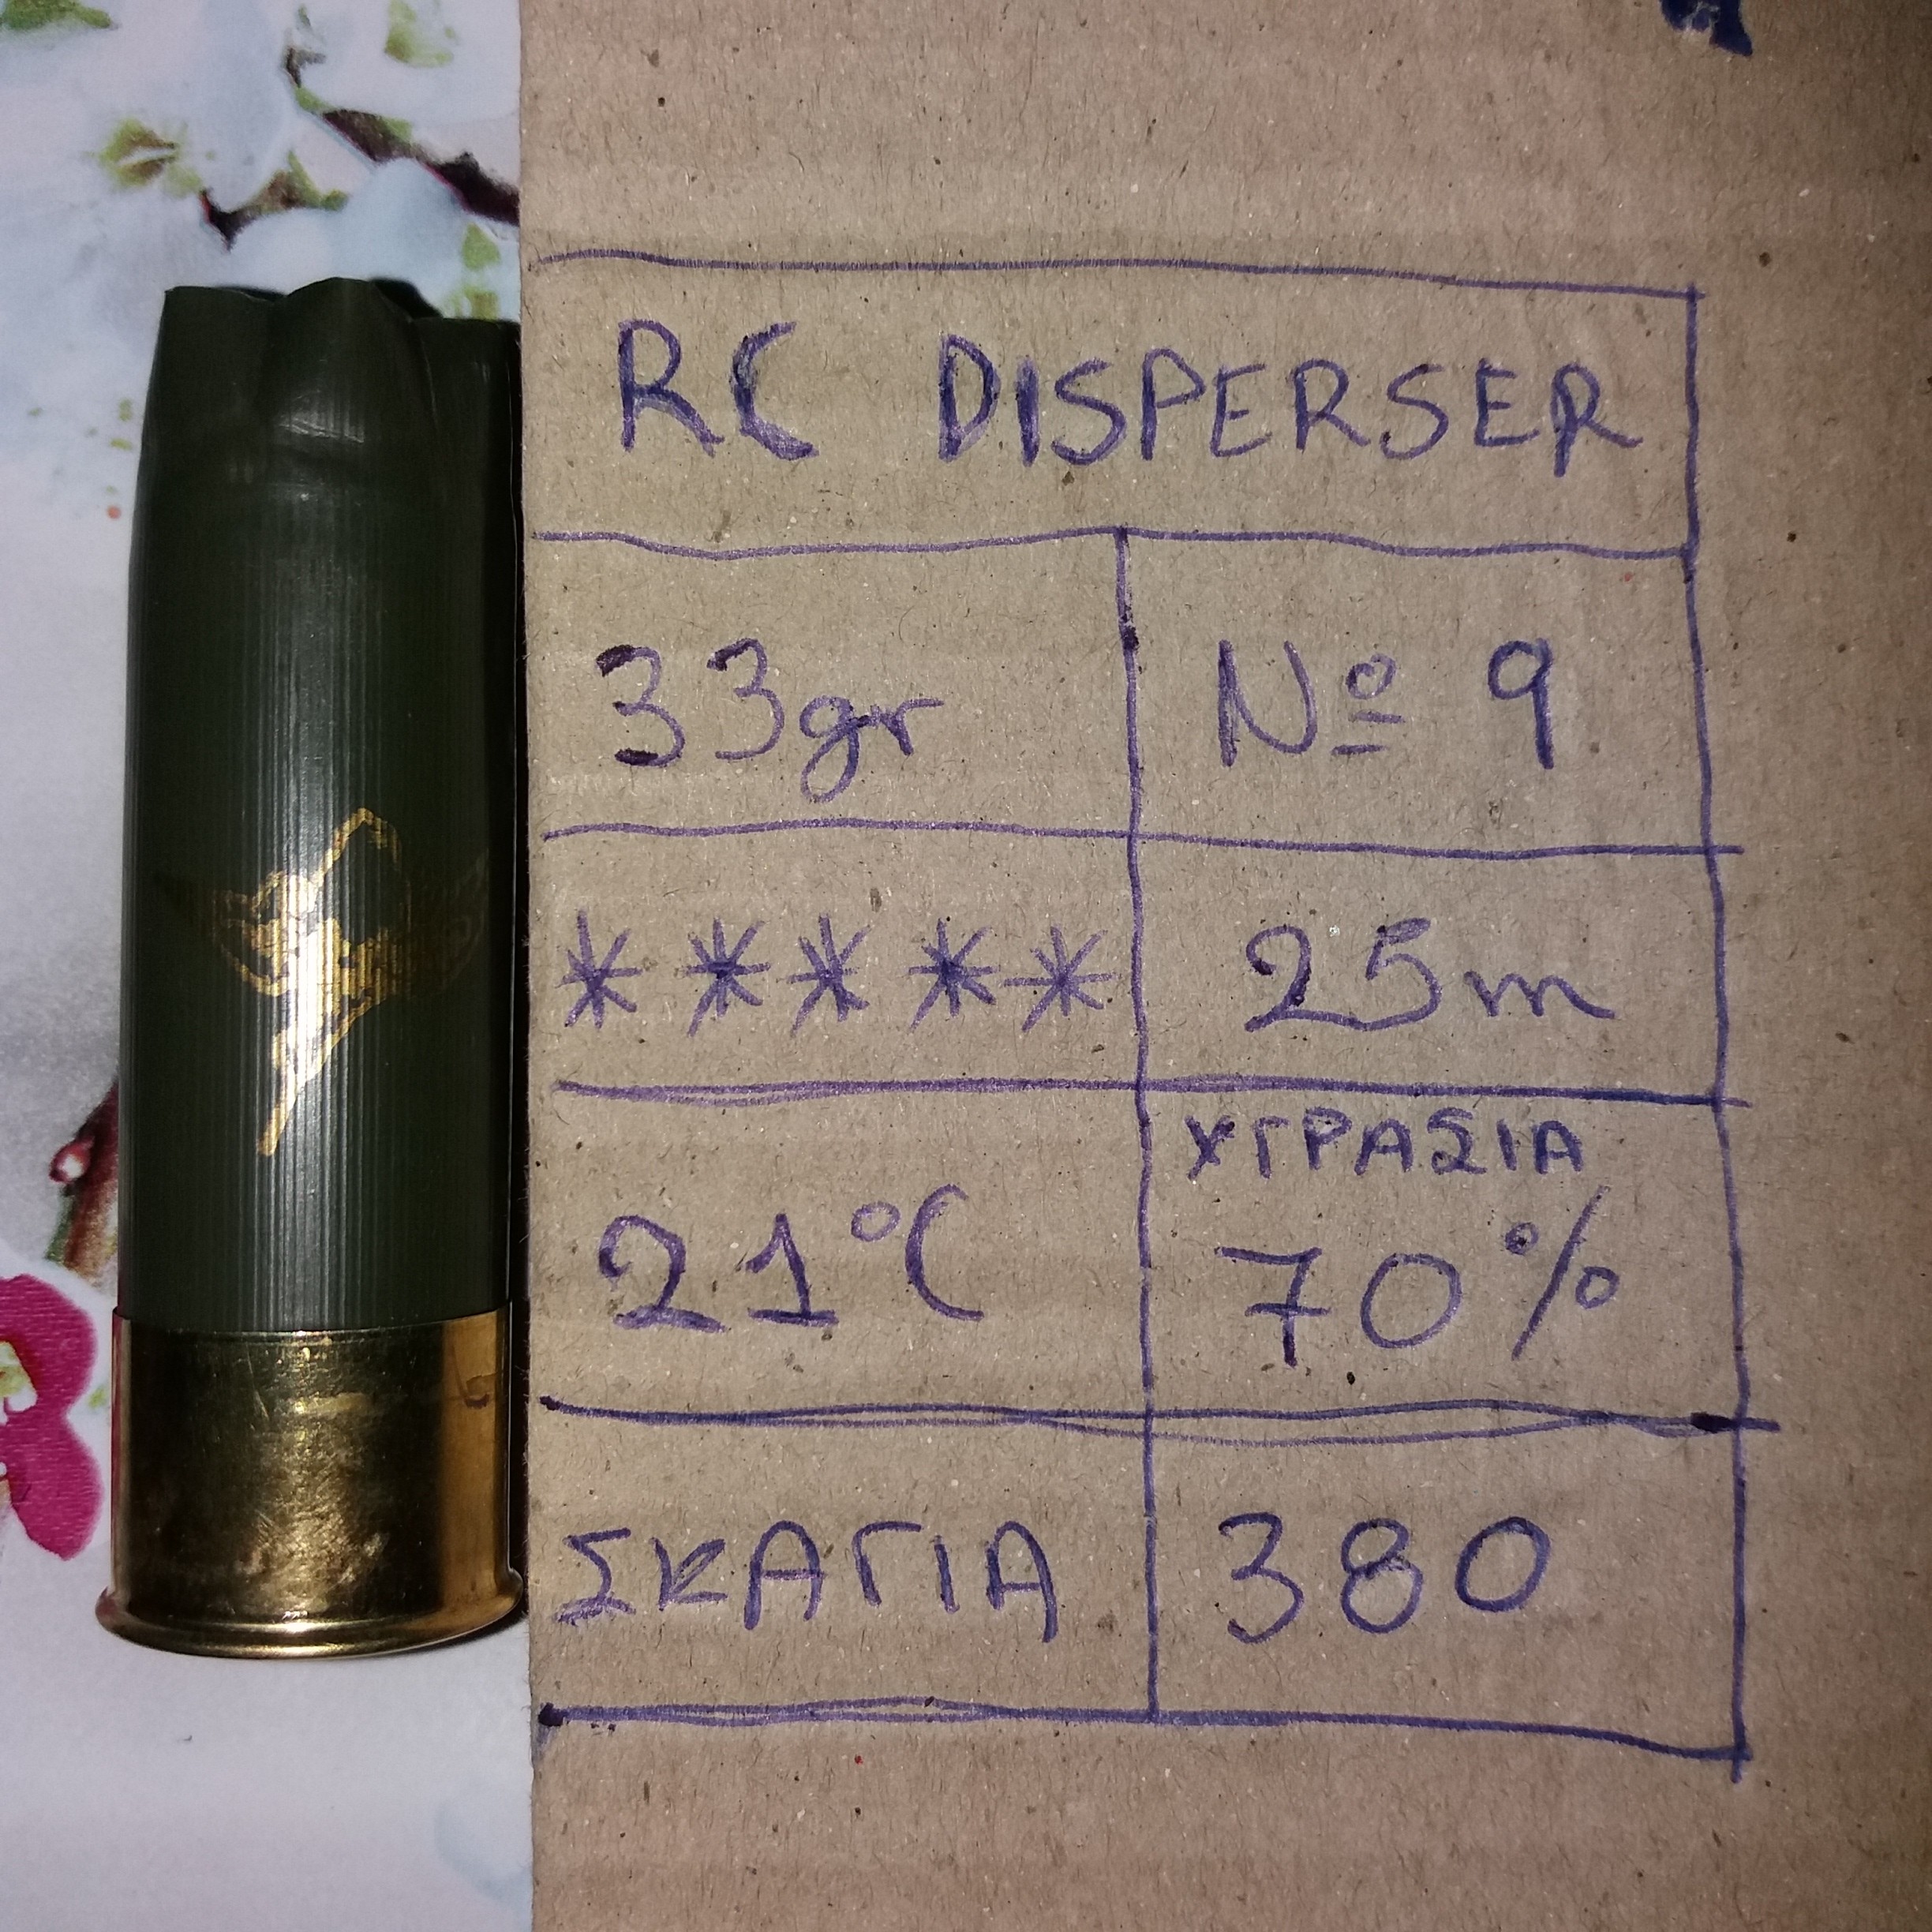 RC DISPERSER
33gr Nº 9
***** 25m
ΥΓΡΑΣΙΑ
21°C 70%
ΣΚΑΓΙΑ 380